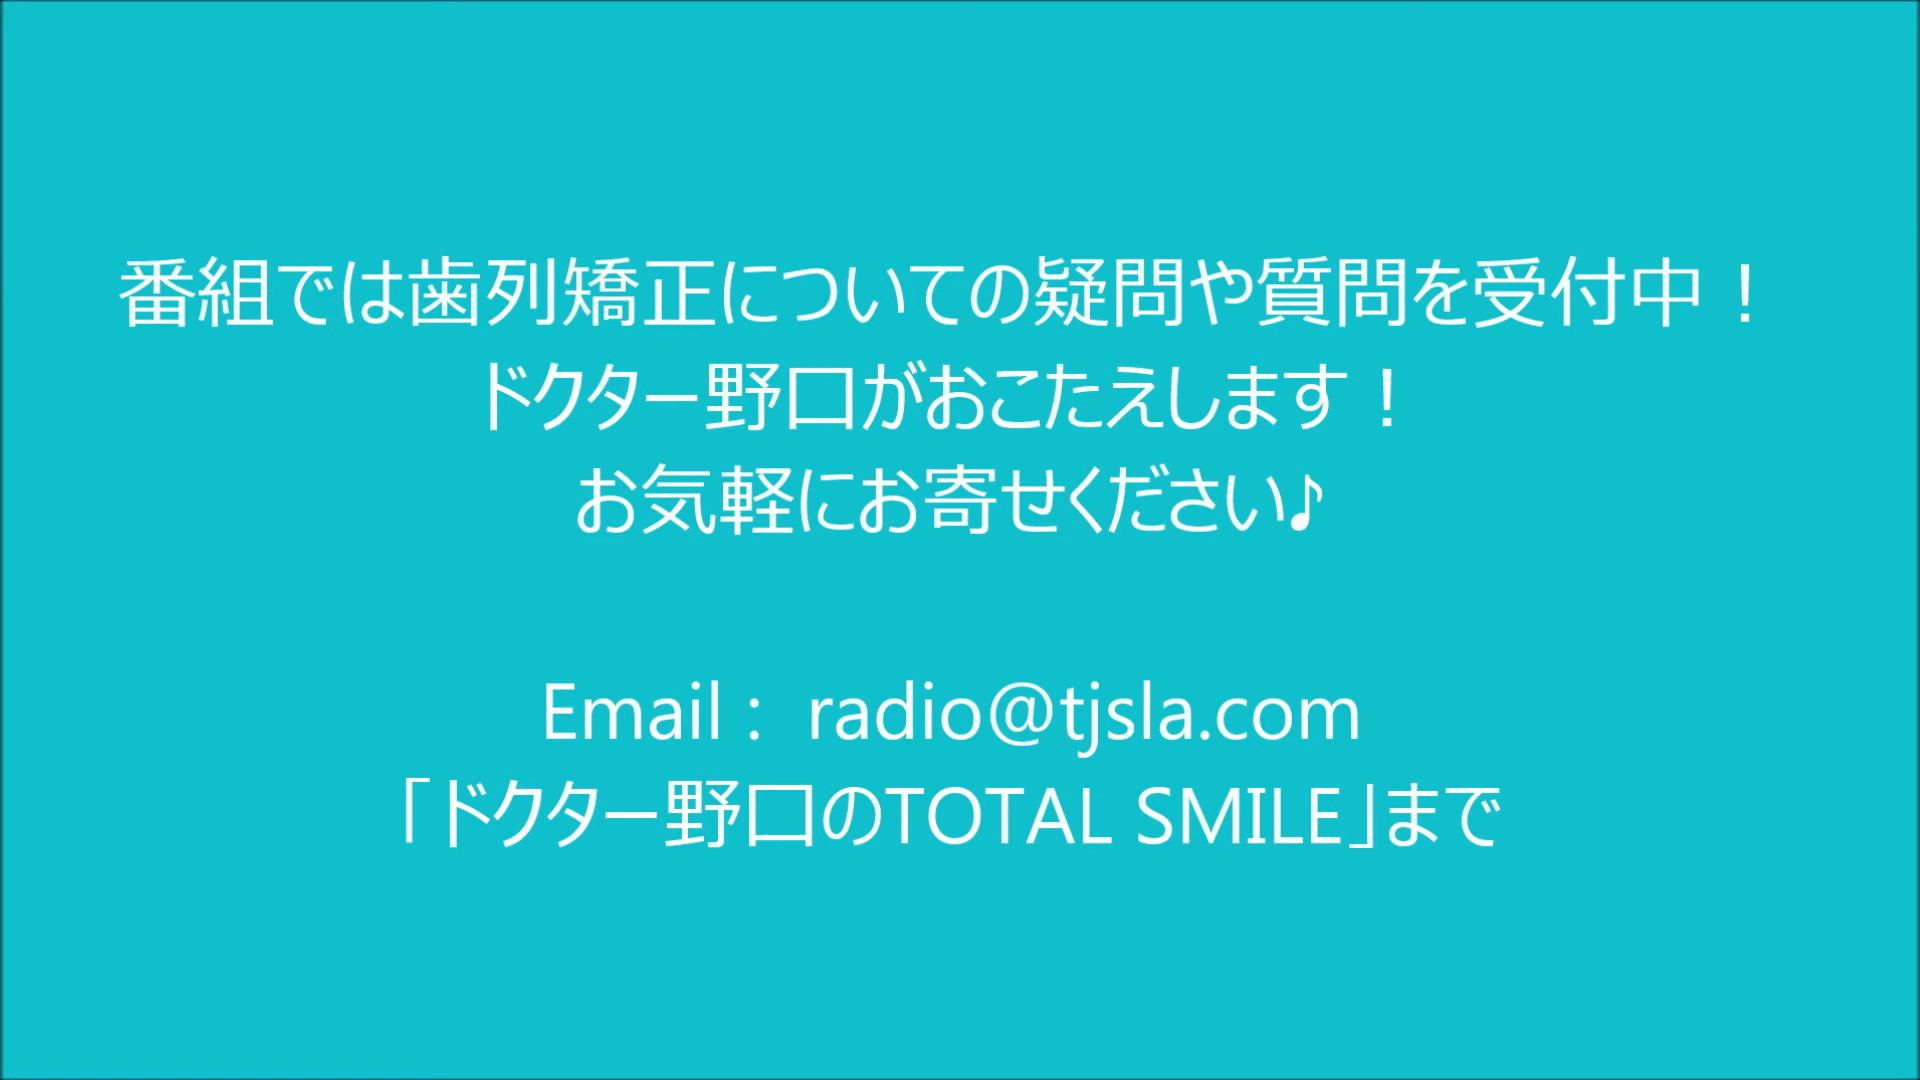 番組では歯列矯正についての疑問や質問を受付中！
ドクター野口がおこたえします！
お気軽にお寄せください♪
Email： radio@tjsla.com
「ドクター野口のTOTAL SMILE」まで